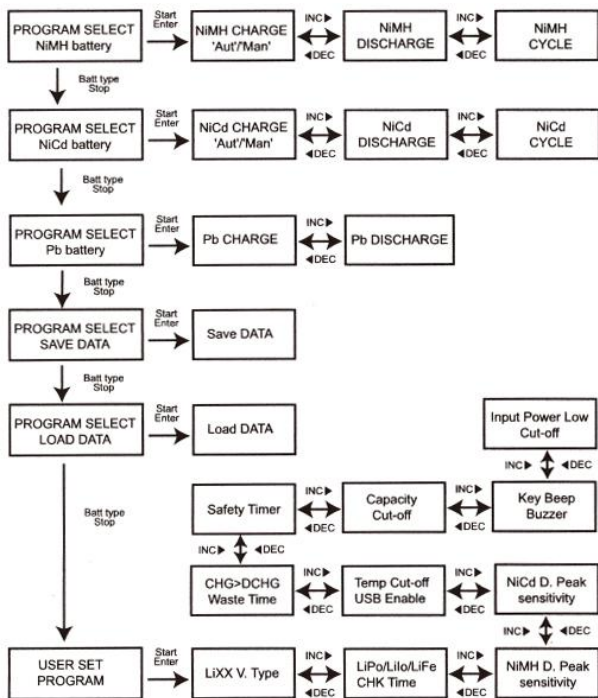 PROGRAM SELECT
NiMH battery
Start
Enter
NiMH CHARGE
'Aut'/'Man'
INC ▶
◀DEC
NiMH
DISCHARGE
INC ▶
◀DEC
NiMH
CYCLE
Batt type
Stop
PROGRAM SELECT
NiCd battery
Start
Enter
NiCd CHARGE
'Aut'/'Man'
INC ▶
◀DEC
NiCd
DISCHARGE
INC ▶
◀DEC
NiCd
CYCLE
Batt type
Stop
PROGRAM SELECT
Pb battery
Start
Enter
Pb CHARGE
INC ▶
◀DEC
Pb DISCHARGE
Batt type
Stop
PROGRAM SELECT
SAVE DATA
Start
Enter
Save DATA
Batt type
Stop
PROGRAM SELECT
LOAD DATA
Start
Enter
Load DATA
Input Power Low
Cut-off
INC ▶ ◀DEC
Batt type
Stop
Safety Timer
INC ▶
◀DEC
Capacity
Cut-off
INC ▶
◀DEC
Key Beep
Buzzer
INC ▶ ◀DEC
CHG>DCHG
Waste Time
INC ▶
◀DEC
Temp Cut-off
USB Enable
INC ▶
◀DEC
NiCd D. Peak
sensitivity
INC ▶ ◀DEC
USER SET
PROGRAM
Start
Enter
LiXX V. Type
INC ▶
◀DEC
LiPo/LiIo/LiFe
CHK Time
INC ▶
◀DEC
NiMH D. Peak
sensitivity